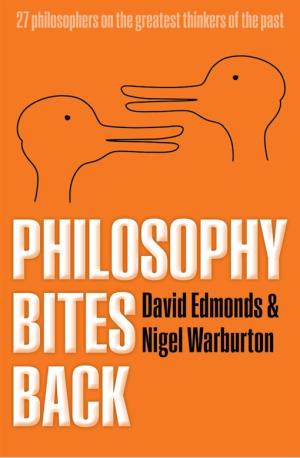 27 philosophers on the greatest thinkers of the past
PHILOSOPHY
BITES
BACK
David Edmonds &
Nigel Warburton